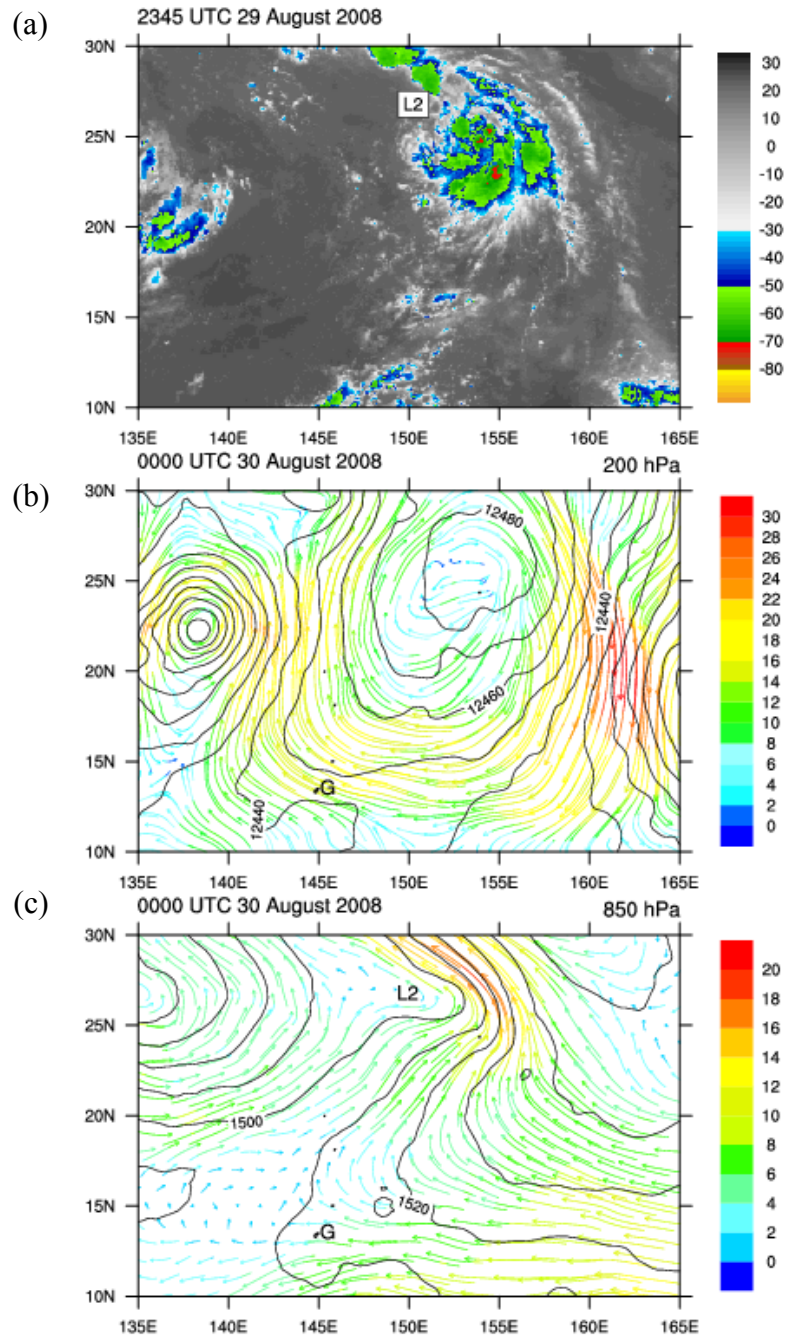 (a)
2345 UTC 29 August 2008
30N
25N
20N
15N
10N
L2
135E 140E 145E 150E 155E 160E 165E
30
20
10
0
-10
-20
-30
-40
-50
-60
-70
-80
(b)
0000 UTC 30 August 2008 200 hPa
30N
25N
20N
15N
10N
12480
12440
12460
G
12440
135E 140E 145E 150E 155E 160E 165E
30
28
26
24
22
20
18
16
14
12
10
8
6
4
2
0
(c)
0000 UTC 30 August 2008 850 hPa
30N
25N
20N
15N
10N
L2
1500
1520
G
135E 140E 145E 150E 155E 160E 165E
20
18
16
14
12
10
8
6
4
2
0